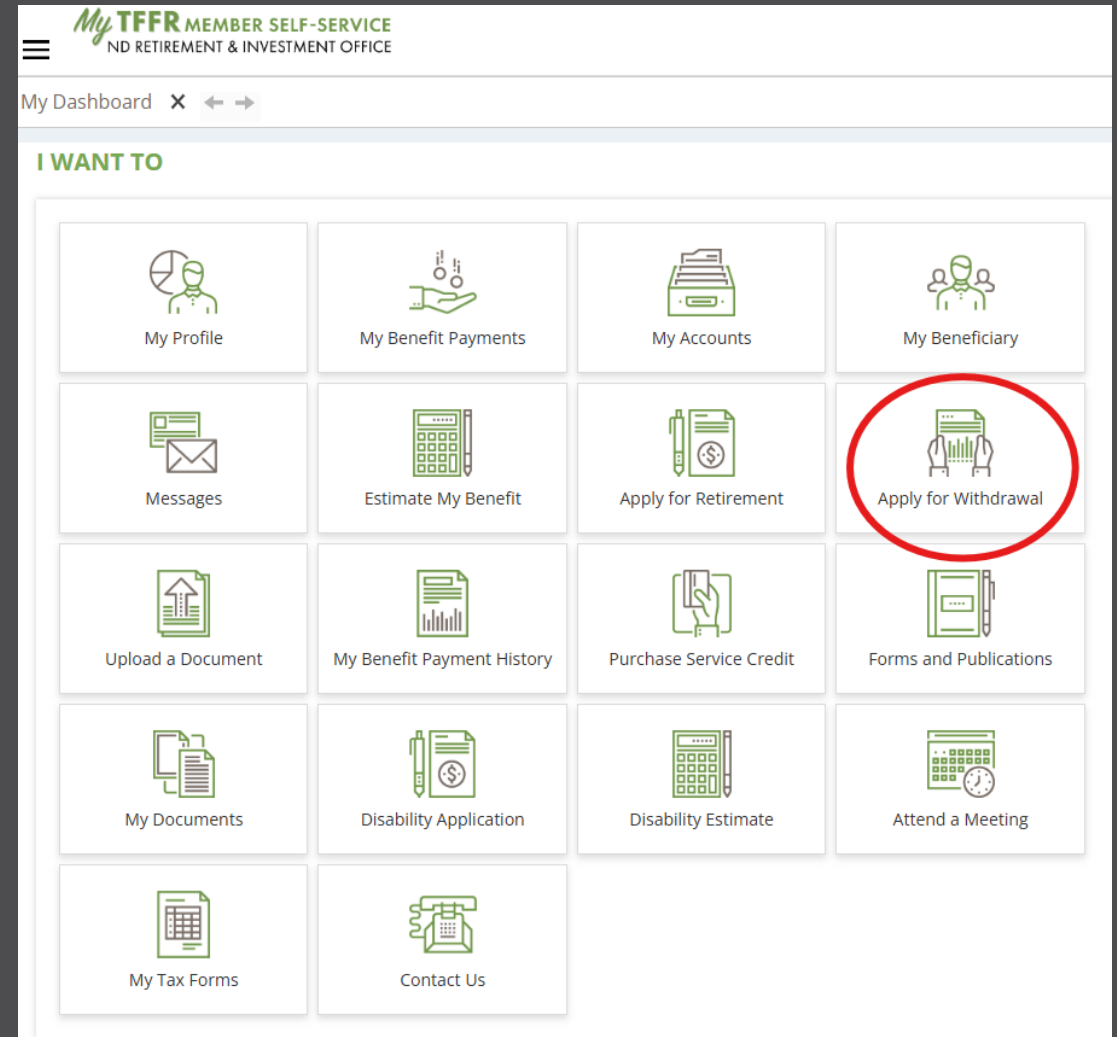 My TFFR MEMBER SELF-SERVICE
ND RETIREMENT & INVESTMENT OFFICE
My Dashboard
I WANT TO
My Profile
My Benefit Payments
My Accounts
My Beneficiary
Messages
Estimate My Benefit
Apply for Retirement
Apply for Withdrawal
Upload a Document
My Benefit Payment History
Purchase Service Credit
Forms and Publications
My Documents
Disability Application
Disability Estimate
Attend a Meeting
My Tax Forms
Contact Us